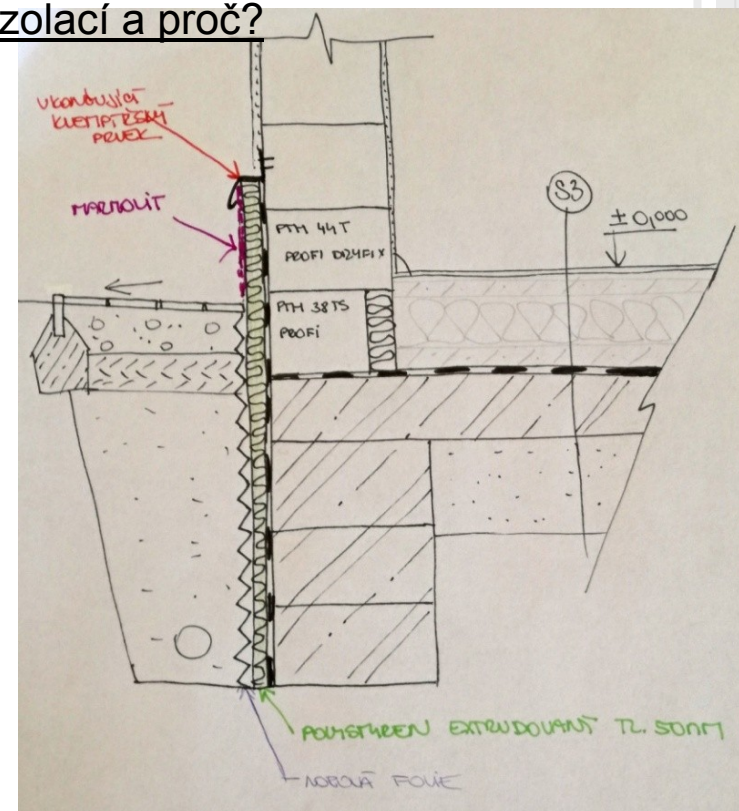 zolací a proč?
UKONČUJÍCÍ
KLEMPÍŘSKÝ
PRVEK
MARMOLIT
PTH 44T
PROFI DRYFIX
PTH 38TS
PROFI
S3
±0,000
POLYSTYREN EXTRUDOVANÝ TL. 50MM
NOPOVÁ FOLIE